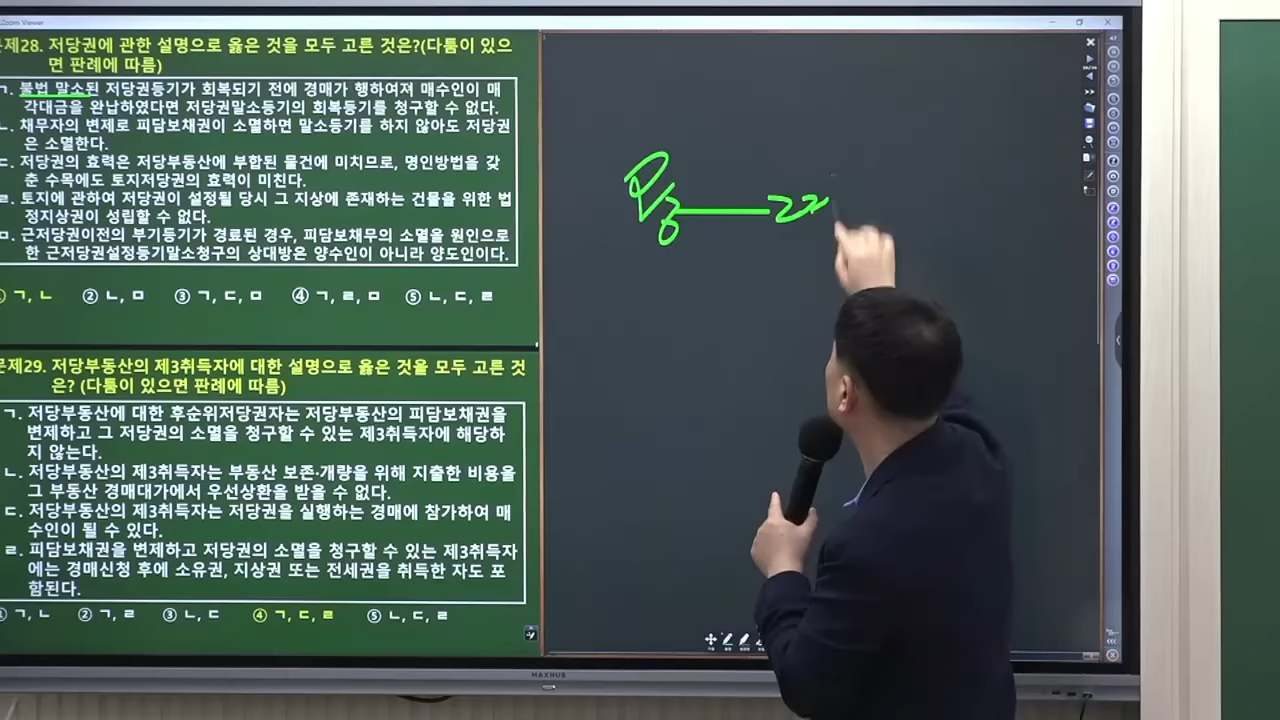 Zoom Viewer
문제28. 저당권에 관한 설명으로 옳은 것을 모두 고른 것은?(다툼이 있으
면 판례에 따름)
ㄱ. 불법 말소된 저당권등기가 회복되기 전에 경매가 행하여져 매수인이 매
각대금을 완납하였다면 저당권말소등기의 회복등기를 청구할 수 없다.
ㄴ. 채무자의 변제로 피담보채권이 소멸하면 말소등기를 하지 않아도 저당권
은 소멸한다.
ㄷ. 저당권의 효력은 저당부동산에 부합된 물건에 미치므로, 명인방법을 갖
춘 수목에도 토지저당권의 효력이 미친다.
ㄹ. 토지에 관하여 저당권이 설정될 당시 그 지상에 존재하는 건물을 위한 법
정지상권이 성립할 수 없다.
ㅁ. 근저당권이전의 부기등기가 경료된 경우, 피담보채무의 소멸을 원인으로
한 근저당권설정등기말소청구의 상대방은 양수인이 아니라 양도인이다.
① ㄱ, ㄴ ② ㄴ, ㅁ ③ ㄱ, ㄷ, ㅁ ④ ㄱ, ㄹ, ㅁ ⑤ ㄴ, ㄷ, ㄹ
문제29. 저당부동산의 제3취득자에 대한 설명으로 옳은 것을 모두 고른 것
은? (다툼이 있으면 판례에 따름)
ㄱ. 저당부동산에 대한 후순위저당권자는 저당부동산의 피담보채권을
변제하고 그 저당권의 소멸을 청구할 수 있는 제3취득자에 해당하
지 않는다.
ㄴ. 저당부동산의 제3취득자는 부동산 보존·개량을 위해 지출한 비용을
그 부동산 경매대가에서 우선상환을 받을 수 없다.
ㄷ. 저당부동산의 제3취득자는 저당권을 실행하는 경매에 참가하여 매
수인이 될 수 있다.
ㄹ. 피담보채권을 변제하고 저당권의 소멸을 청구할 수 있는 제3취득자
에는 경매신청 후에 소유권, 지상권 또는 전세권을 취득한 자도 포
함된다.
① ㄱ, ㄴ ② ㄱ, ㄹ ③ ㄴ, ㄷ ④ ㄱ, ㄷ, ㄹ ⑤ ㄴ, ㄷ, ㄹ
MAXHUB